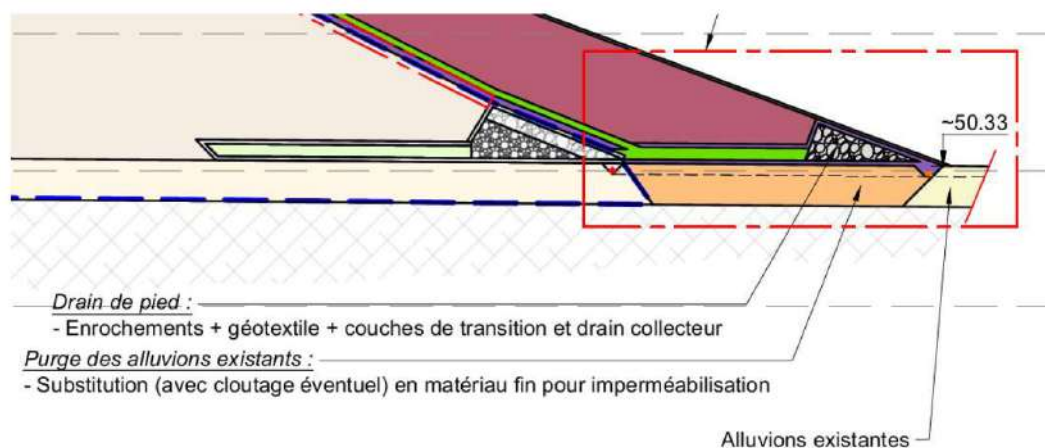 ~50.33
Drain de pied :
- Enrochements + géotextile + couches de transition et drain collecteur
Purge des alluvions existants :
- Substitution (avec cloutage éventuel) en matériau fin pour imperméabilisation
Alluvions existantes